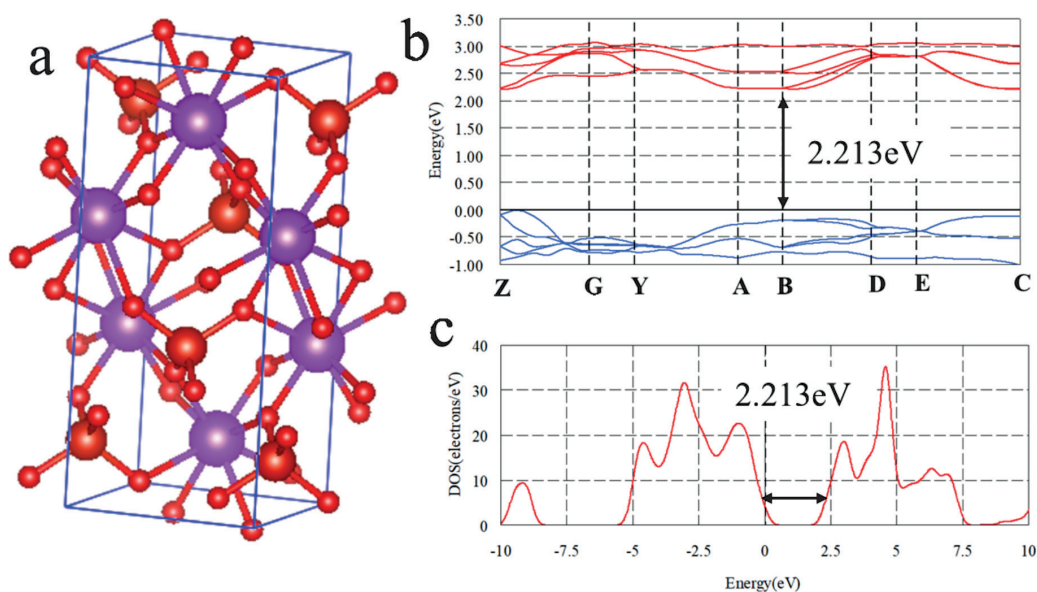 a
b
Energy(eV)
3.50
3.00
2.50
2.00
1.50
1.00
0.50
0.00
-0.50
-1.00
2.213eV
Z G Y A B D E C
c
DOS(electrons/eV)
40
30
20
10
0
2.213eV
-10 -7.5 -5 -2.5 0 2.5 5 7.5 10
Energy(eV)